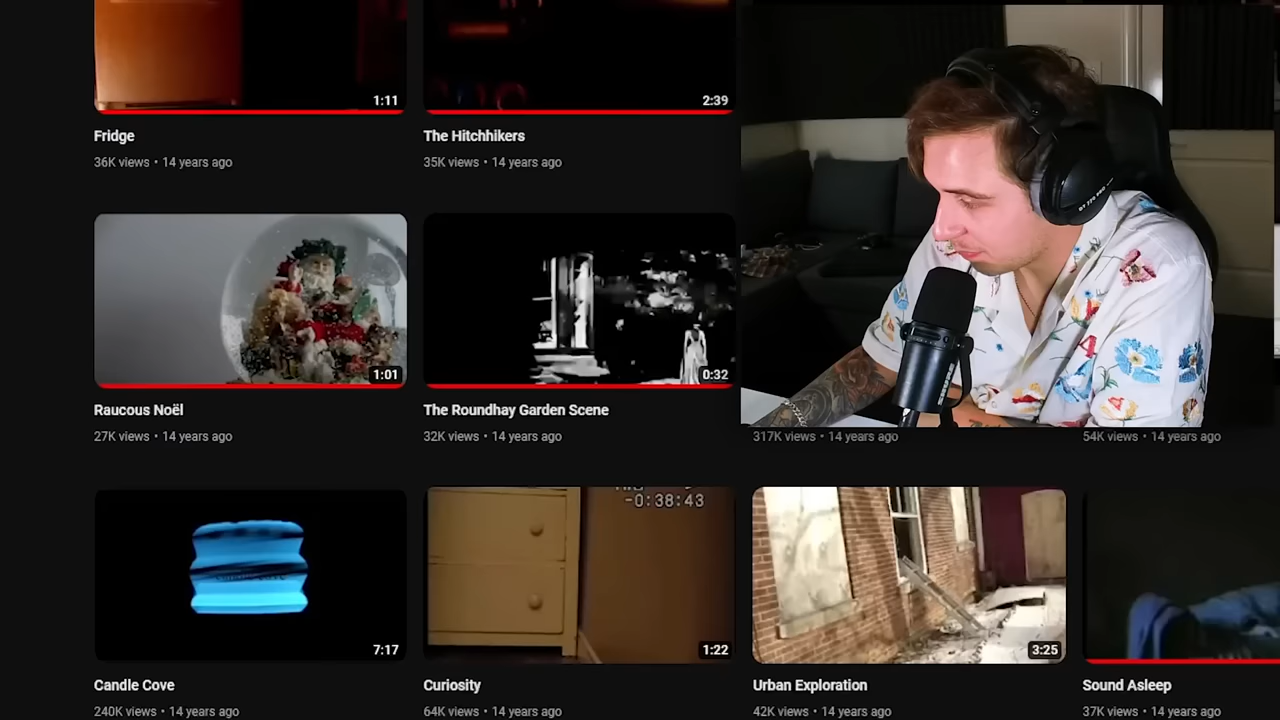 1:11
2:39
Fridge
The Hitchhikers
36K views • 14 years ago
35K views • 14 years ago
1:01
0:32
Raucous Noël
The Roundhay Garden Scene
27K views • 14 years ago
32K views • 14 years ago
317K views • 14 years ago
54K views • 14 years ago
-0:38:43
7:17
1:22
3:25
Candle Cove
Curiosity
Urban Exploration
Sound Asleep
240K views • 14 years ago
64K views • 14 years ago
42K views • 14 years ago
37K views • 14 years ago